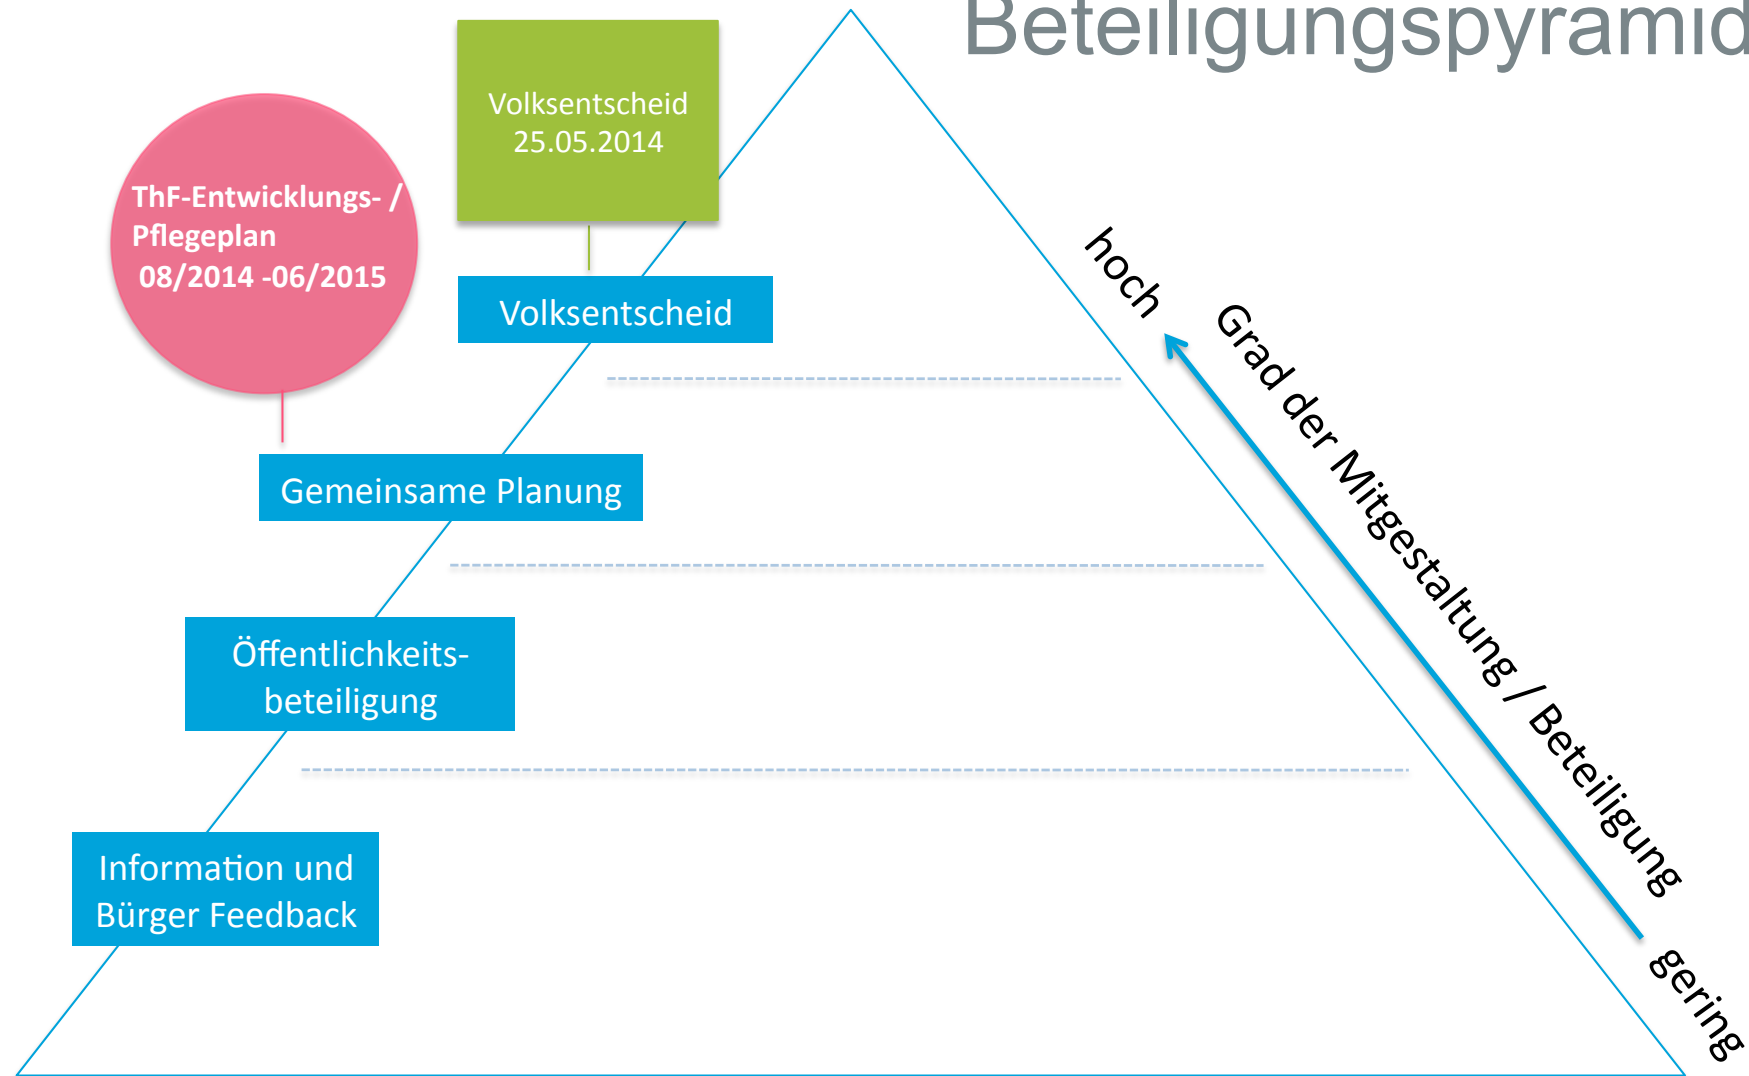 Beteiligungspyramid
Volksentscheid
25.05.2014
ThF-Entwicklungs- /
Pflegeplan
08/2014 -06/2015
Volksentscheid
Gemeinsame Planung
Öffentlichkeits-
beteiligung
Information und
Bürger Feedback
hoch
Grad der Mitgestaltung / Beteiligung
gering